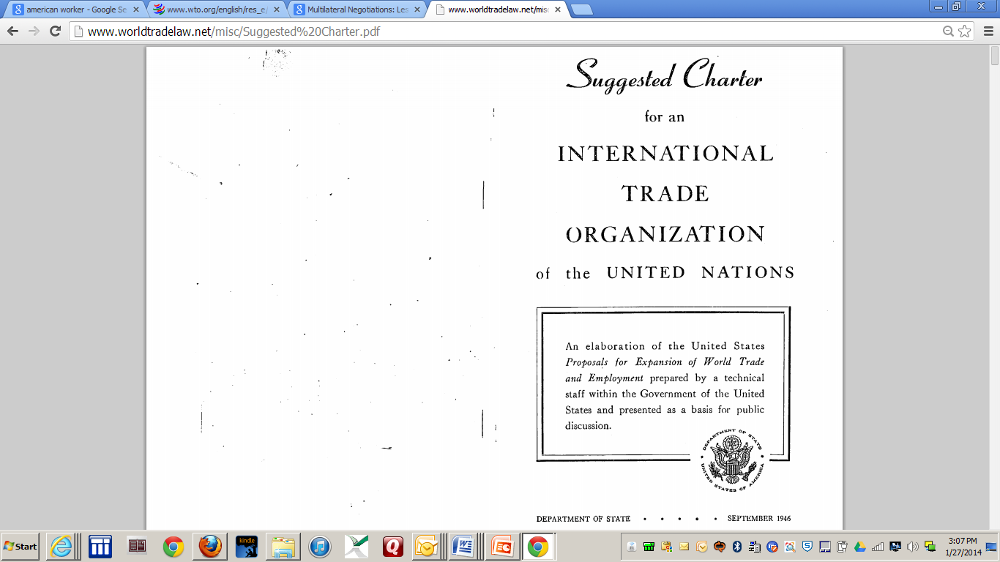 american worker - Google Se
www.wto.org/english/res_e/
Multilateral Negotiations: Les
www.worldtradelaw.net/misc
www.worldtradelaw.net/misc/Suggested%20Charter.pdf
Suggested Charter
for an
INTERNATIONAL
TRADE
ORGANIZATION
of the UNITED NATIONS
An elaboration of the United States
Proposals for Expansion of World Trade
and Employment prepared by a technical
staff within the Government of the United
States and presented as a basis for public
discussion.
DEPARTMENT OF STATE
UNITED STATES OF AMERICA
DEPARTMENT OF STATE . . . . . SEPTEMBER 1946
Start
kindle
3:07 PM
1/27/2014